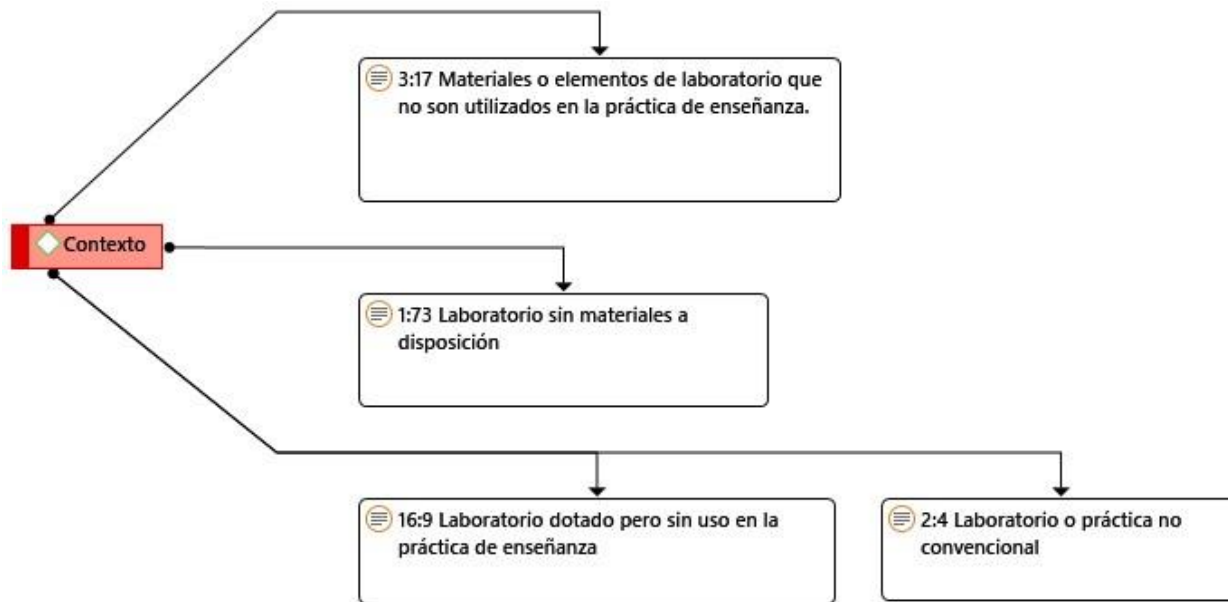 3:17 Materiales o elementos de laboratorio que
no son utilizados en la práctica de enseñanza.
Contexto
1:73 Laboratorio sin materiales a
disposición
16:9 Laboratorio dotado pero sin uso en la
práctica de enseñanza
2:4 Laboratorio o práctica no
convencional